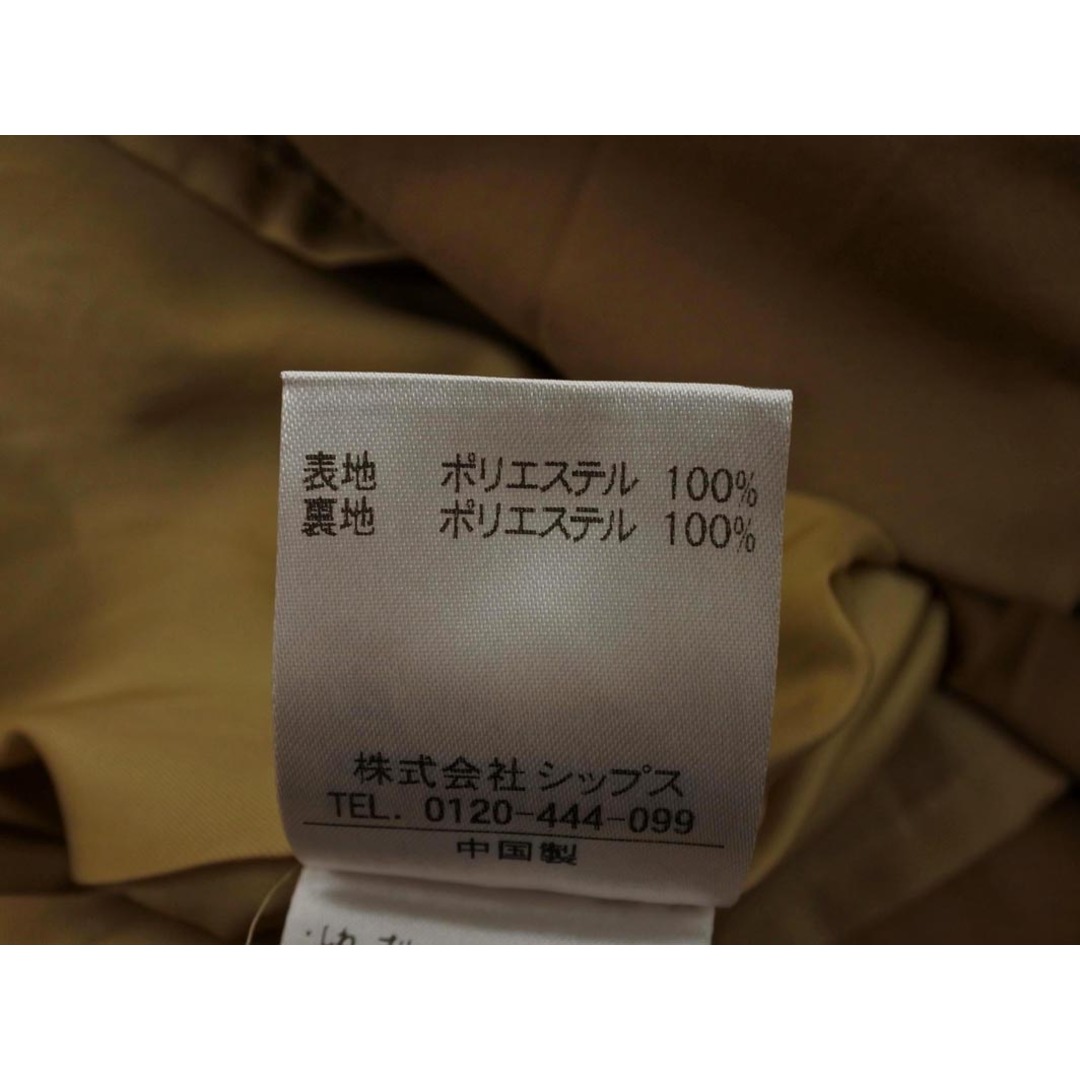 表地 ポリエステル 100%
裏地 ポリエステル 100%
株式会社 シップス
TEL. 0120-444-099
中国製